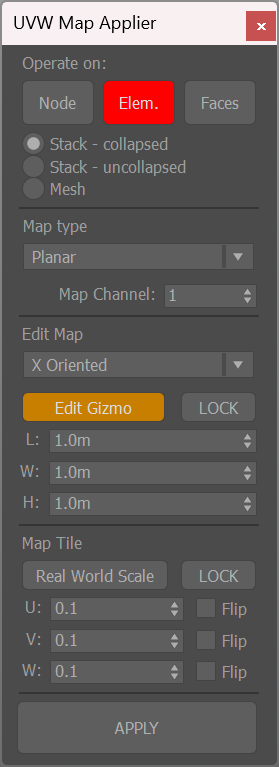 UVW Map Applier x
Operate on:
Node Elem. Faces
Stack - collapsed
Stack - uncollapsed
Mesh
Map type
Planar
Map Channel: 1
Edit Map
X Oriented
Edit Gizmo LOCK
L: 1.0m
W: 1.0m
H: 1.0m
Map Tile
Real World Scale LOCK
U: 0.1 Flip
V: 0.1 Flip
W: 0.1 Flip
APPLY